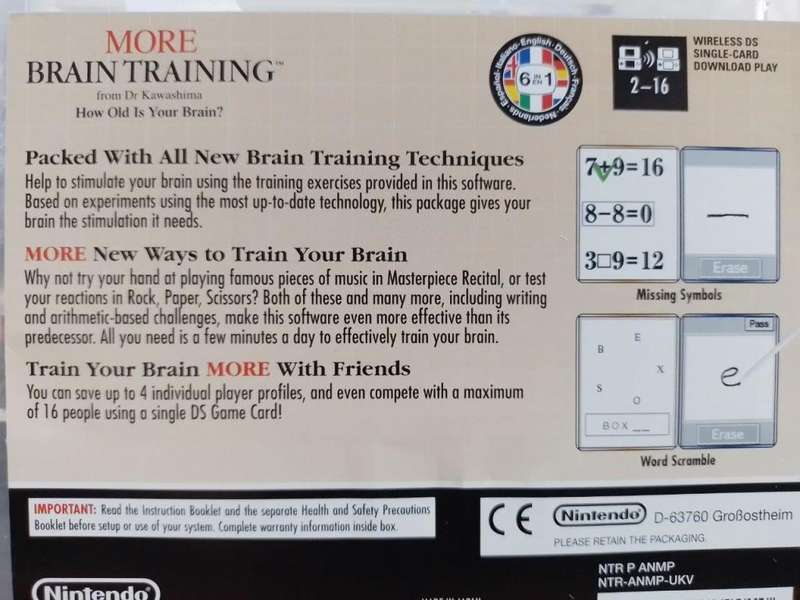 MORE
BRAIN TRAINING™
from Dr Kawashima
How Old Is Your Brain?
Italiano·English·Deutsch·Français·Nederlands·Español
6 IN EN 1
2–16
WIRELESS DS
SINGLE-CARD
DOWNLOAD PLAY
Packed With All New Brain Training Techniques
Help to stimulate your brain using the training exercises provided in this software.
Based on experiments using the most up-to-date technology, this package gives your
brain the stimulation it needs.
MORE New Ways to Train Your Brain
Why not try your hand at playing famous pieces of music in Masterpiece Recital, or test
your reactions in Rock, Paper, Scissors? Both of these and many more, including writing
and arithmetic-based challenges, make this software even more effective than its
predecessor. All you need is a few minutes a day to effectively train your brain.
Train Your Brain MORE With Friends
You can save up to 4 individual player profiles, and even compete with a maximum
of 16 people using a single DS Game Card!
7+9=16
8-8=0
3□9=12
Erase
Missing Symbols
E
B
X
S
O
BOX__
Pass
e
Erase
Word Scramble
IMPORTANT: Read the Instruction Booklet and the separate Health and Safety Precautions
Booklet before setup or use of your system. Complete warranty information inside box.
CE
Nintendo® D-63760 Großostheim
PLEASE RETAIN THE PACKAGING.
NTR P ANMP
NTR-ANMP-UKV
Nintendo